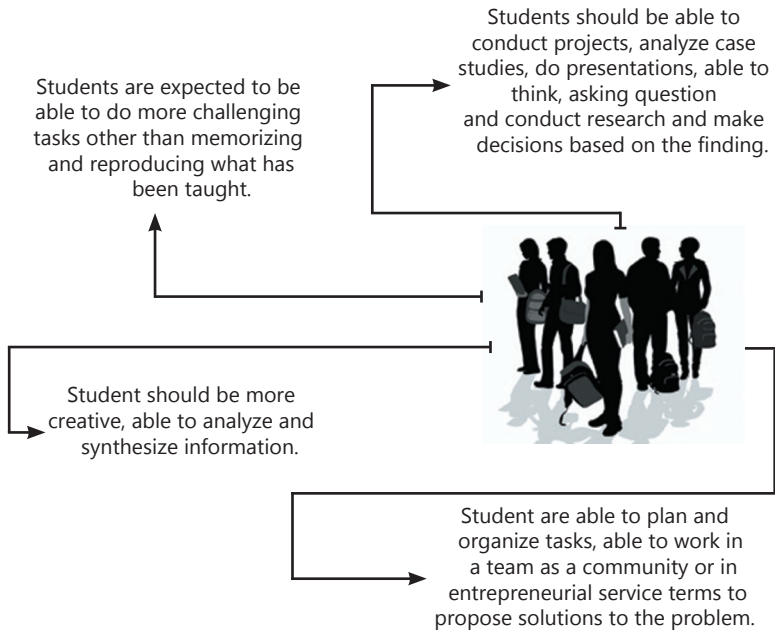 Students should be able to
conduct projects, analyze case
studies, do presentations, able to
think, asking question
and conduct research and make
decisions based on the finding.
Students are expected to be
able to do more challenging
tasks other than memorizing
and reproducing what has
been taught.
Student should be more
creative, able to analyze and
synthesize information.
Student are able to plan and
organize tasks, able to work in
a team as a community or in
entrepreneurial service terms to
propose solutions to the problem.